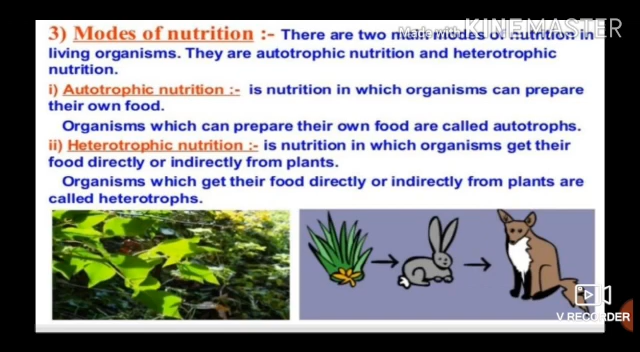 Made with KINEMASTER
3) Modes of nutrition :- There are two main modes of nutrition in
living organisms. They are autotrophic nutrition and heterotrophic
nutrition.
i) Autotrophic nutrition :- is nutrition in which organisms can prepare
their own food.
Organisms which can prepare their own food are called autotrophs.
ii) Heterotrophic nutrition :- is nutrition in which organisms get their
food directly or indirectly from plants.
Organisms which get their food directly or indirectly from plants are
called heterotrophs.
V RECORDER